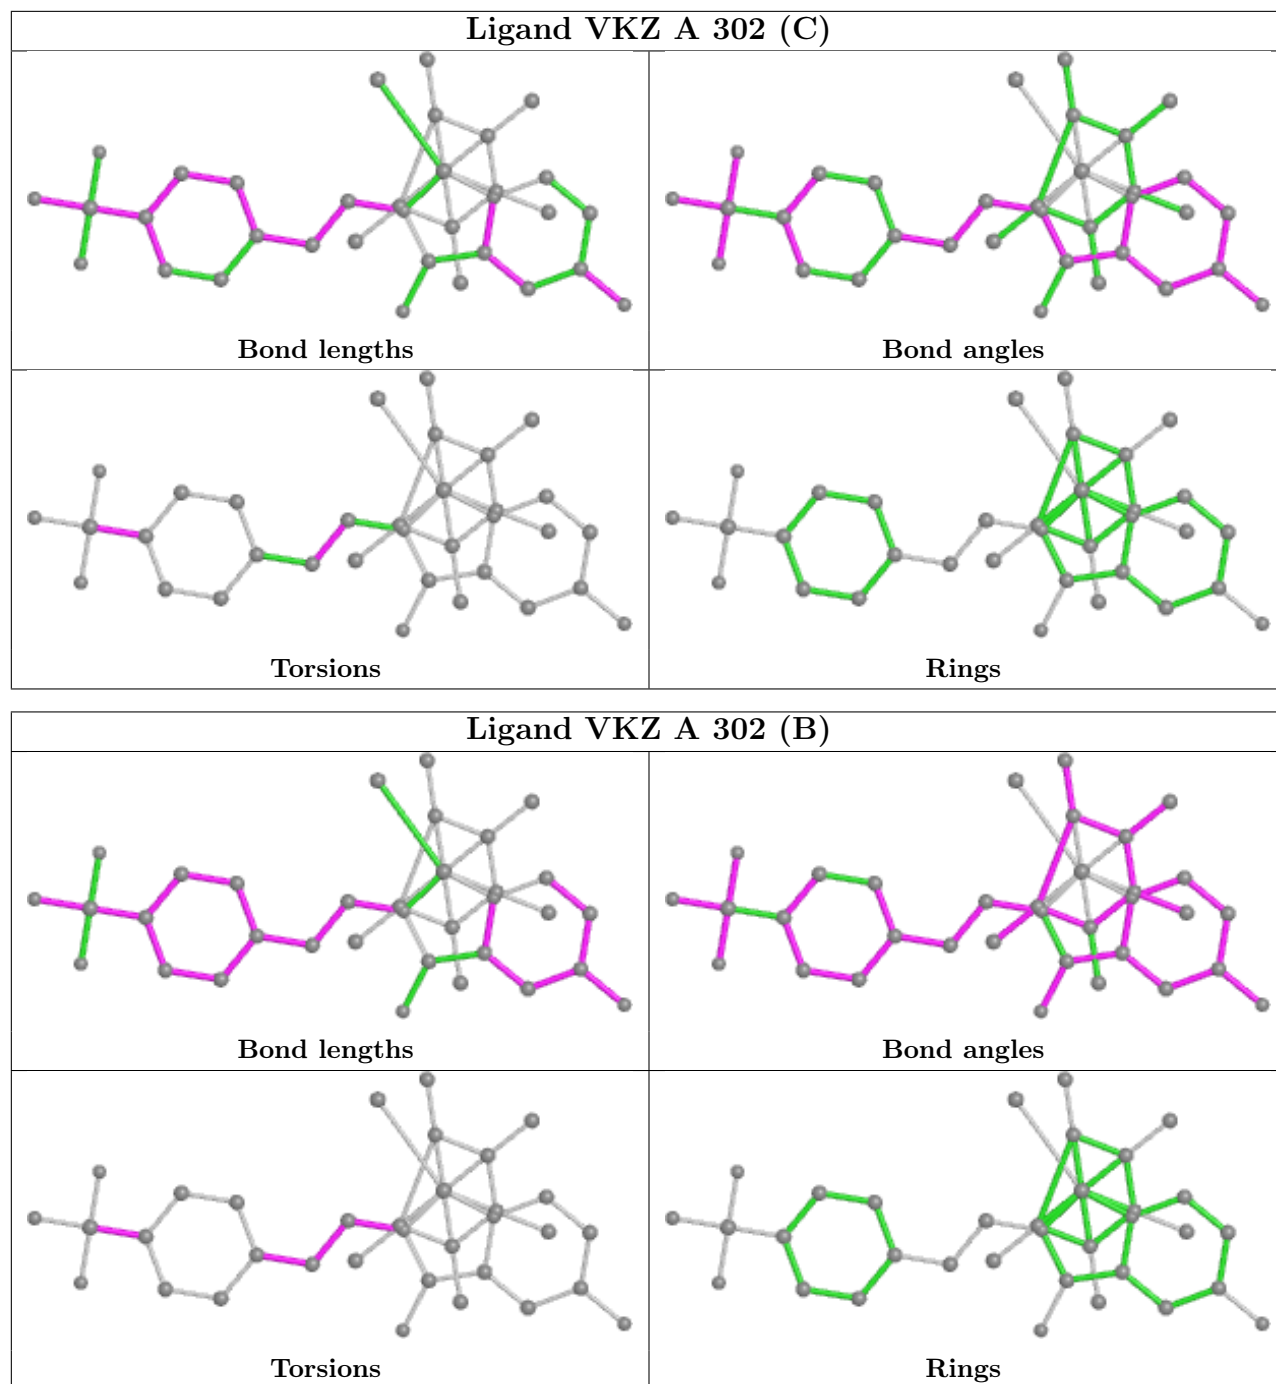 Ligand VKZ A 302 (C)
Bond lengths
Bond angles
Torsions
Rings
Ligand VKZ A 302 (B)
Bond lengths
Bond angles
Torsions
Rings